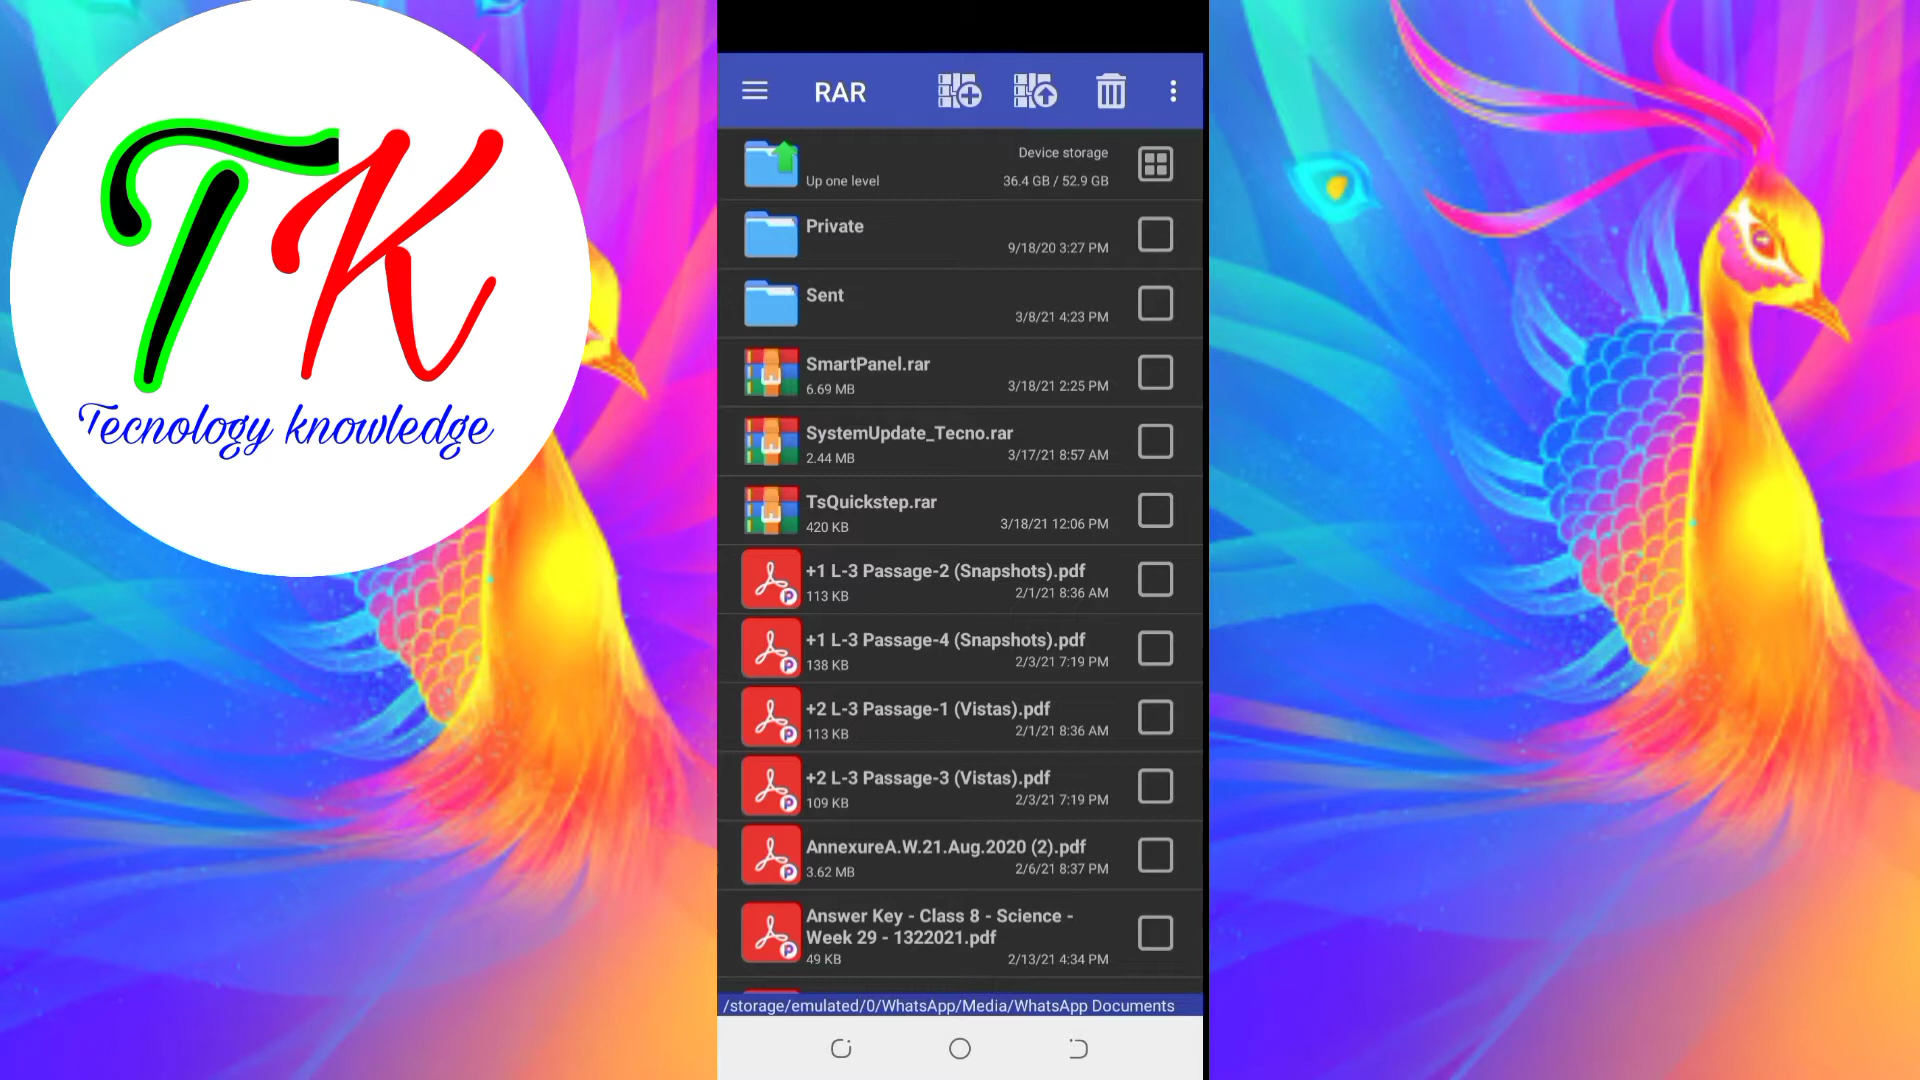 TK
Tecnology knowledge
RAR
Device storage
Up one level
36.4 GB / 52.9 GB
Private
9/18/20 3:27 PM
Sent
3/8/21 4:23 PM
SmartPanel.rar
6.69 MB
3/18/21 2:25 PM
SystemUpdate_Tecno.rar
2.44 MB
3/17/21 8:57 AM
TsQuickstep.rar
420 KB
3/18/21 12:06 PM
+1 L-3 Passage-2 (Snapshots).pdf
113 KB
2/1/21 8:36 AM
+1 L-3 Passage-4 (Snapshots).pdf
138 KB
2/3/21 7:19 PM
+2 L-3 Passage-1 (Vistas).pdf
113 KB
2/1/21 8:36 AM
+2 L-3 Passage-3 (Vistas).pdf
109 KB
2/3/21 7:19 PM
AnnexureA.W.21.Aug.2020 (2).pdf
3.62 MB
2/6/21 8:37 PM
Answer Key - Class 8 - Science -
Week 29 - 1322021.pdf
49 KB
2/13/21 4:34 PM
/storage/emulated/0/WhatsApp/Media/WhatsApp Documents